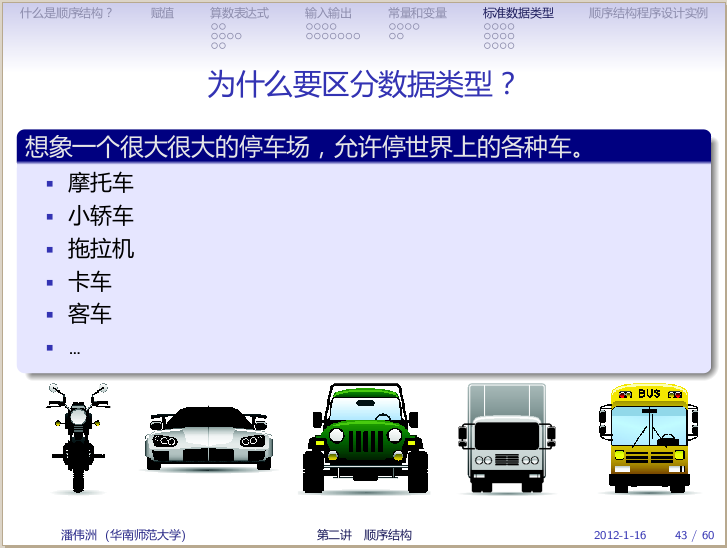 什么是顺序结构？ 赋值 算数表达式 输入输出 常量和变量 标准数据类型 顺序结构程序设计实例
为什么要区分数据类型？
想象一个很大很大的停车场，允许停世界上的各种车。
摩托车
小轿车
拖拉机
卡车
客车
...
BUS
潘伟洲 (华南师范大学) 第二讲 顺序结构 2012-1-16 43 / 60